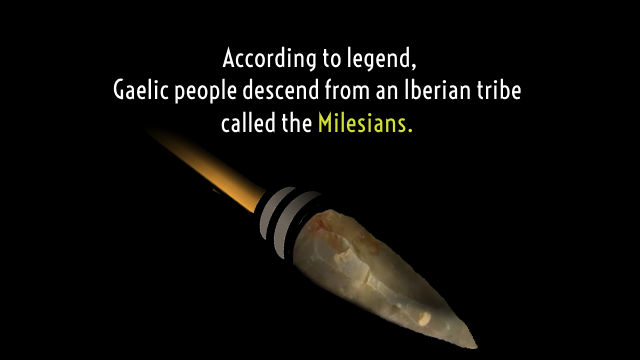 According to legend,
Gaelic people descend from an Iberian tribe
called the Milesians.